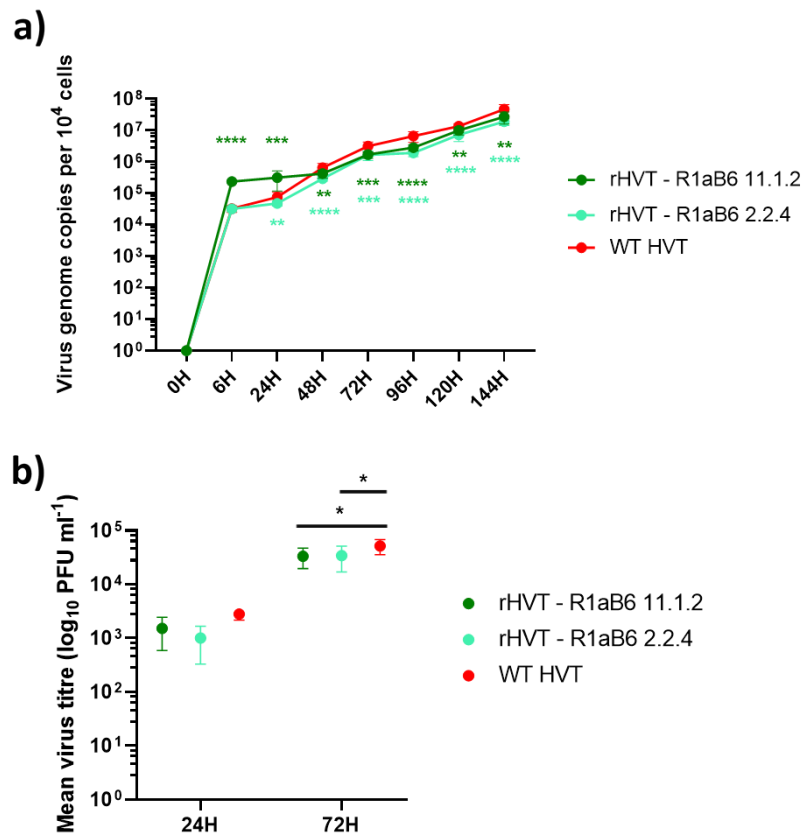 a)
Virus genome copies per 10⁴ cells
10⁸
10⁷
10⁶
10⁵
10⁴
10³
10²
10¹
10⁰
**** ***
** *** **** ** **
** **** *** **** **** ****
0H 6H 24H 48H 72H 96H 120H 144H
rHVT - R1aB6 11.1.2
rHVT - R1aB6 2.2.4
WT HVT
b)
Mean virus titre (log₁₀ PFU ml⁻¹)
10⁵
10⁴
10³
10²
10¹
10⁰
*
*
24H 72H
rHVT - R1aB6 11.1.2
rHVT - R1aB6 2.2.4
WT HVT